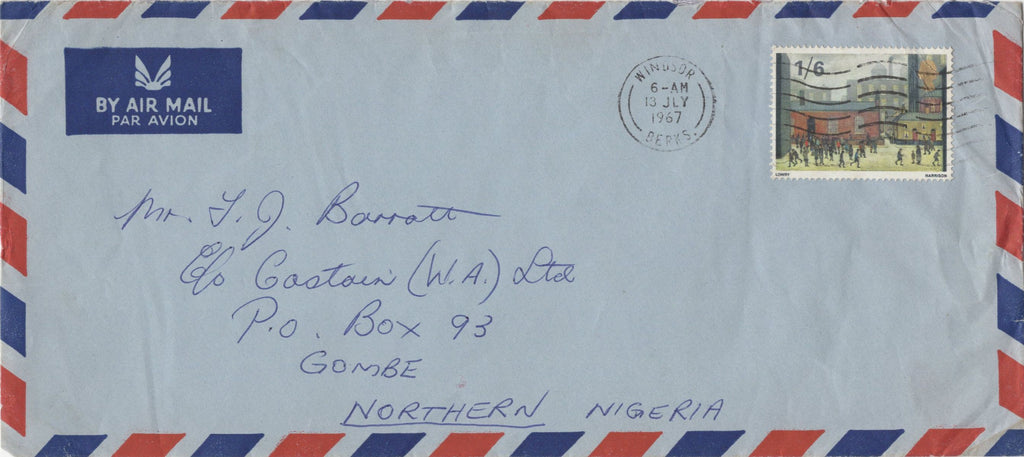 BY AIR MAIL
PAR AVION
WINDSOR
6-AM
13 JLY
1967
BERKS.
1/6
LOWRY HARRISON
Mr. T. J. Barratt
C/o Costain (W.A.) Ltd
P.O. Box 93
GOMBE
NORTHERN NIGERIA